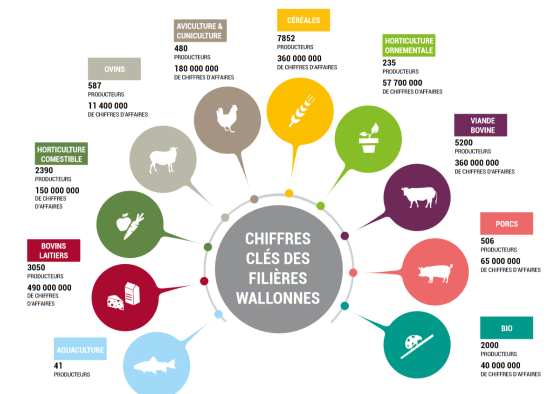 AVICULTURE &
CUNICULTURE
480
PRODUCTEURS
180 000 000
DE CHIFFRES D'AFFAIRES
CÉRÉALES
7852
PRODUCTEURS
360 000 000
DE CHIFFRES D'AFFAIRES
HORTICULTURE
ORNEMENTALE
235
PRODUCTEURS
57 700 000
DE CHIFFRES D'AFFAIRES
OVINS
587
PRODUCTEURS
11 400 000
DE CHIFFRES D'AFFAIRES
VIANDE
BOVINE
5200
PRODUCTEURS
360 000 000
DE CHIFFRES D'AFFAIRES
HORTICULTURE
COMESTIBLE
2390
PRODUCTEURS
150 000 000
DE CHIFFRES
D'AFFAIRES
PORCS
506
PRODUCTEURS
65 000 000
DE CHIFFRES D'AFFAIRES
BOVINS
LAITIERS
3050
PRODUCTEURS
490 000 000
DE CHIFFRES
D'AFFAIRES
CHIFFRES
CLÉS DES
FILIÈRES
WALLONNES
BIO
2000
PRODUCTEURS
40 000 000
DE CHIFFRES D'AFFAIRES
AQUACULTURE
41
PRODUCTEURS